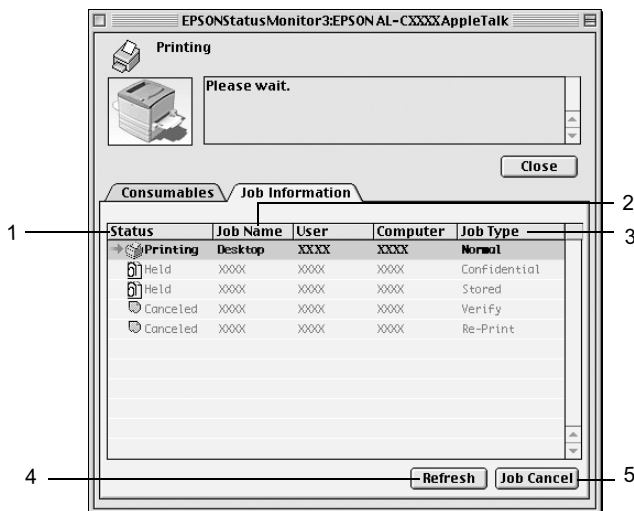 EPSONStatusMonitor3:EPSON AL-CXXXXAppleTalk
Printing
Please wait.
Close
Consumables Job Information
2
1 Status Job Name User Computer Job Type 3
Printing Desktop XXXX XXXX Normal
Held XXXX XXXX XXXX Confidential
Held XXXX XXXX XXXX Stored
Canceled XXXX XXXX XXXX Verify
Canceled XXXX XXXX XXXX Re-Print
4 Refresh Job Cancel 5